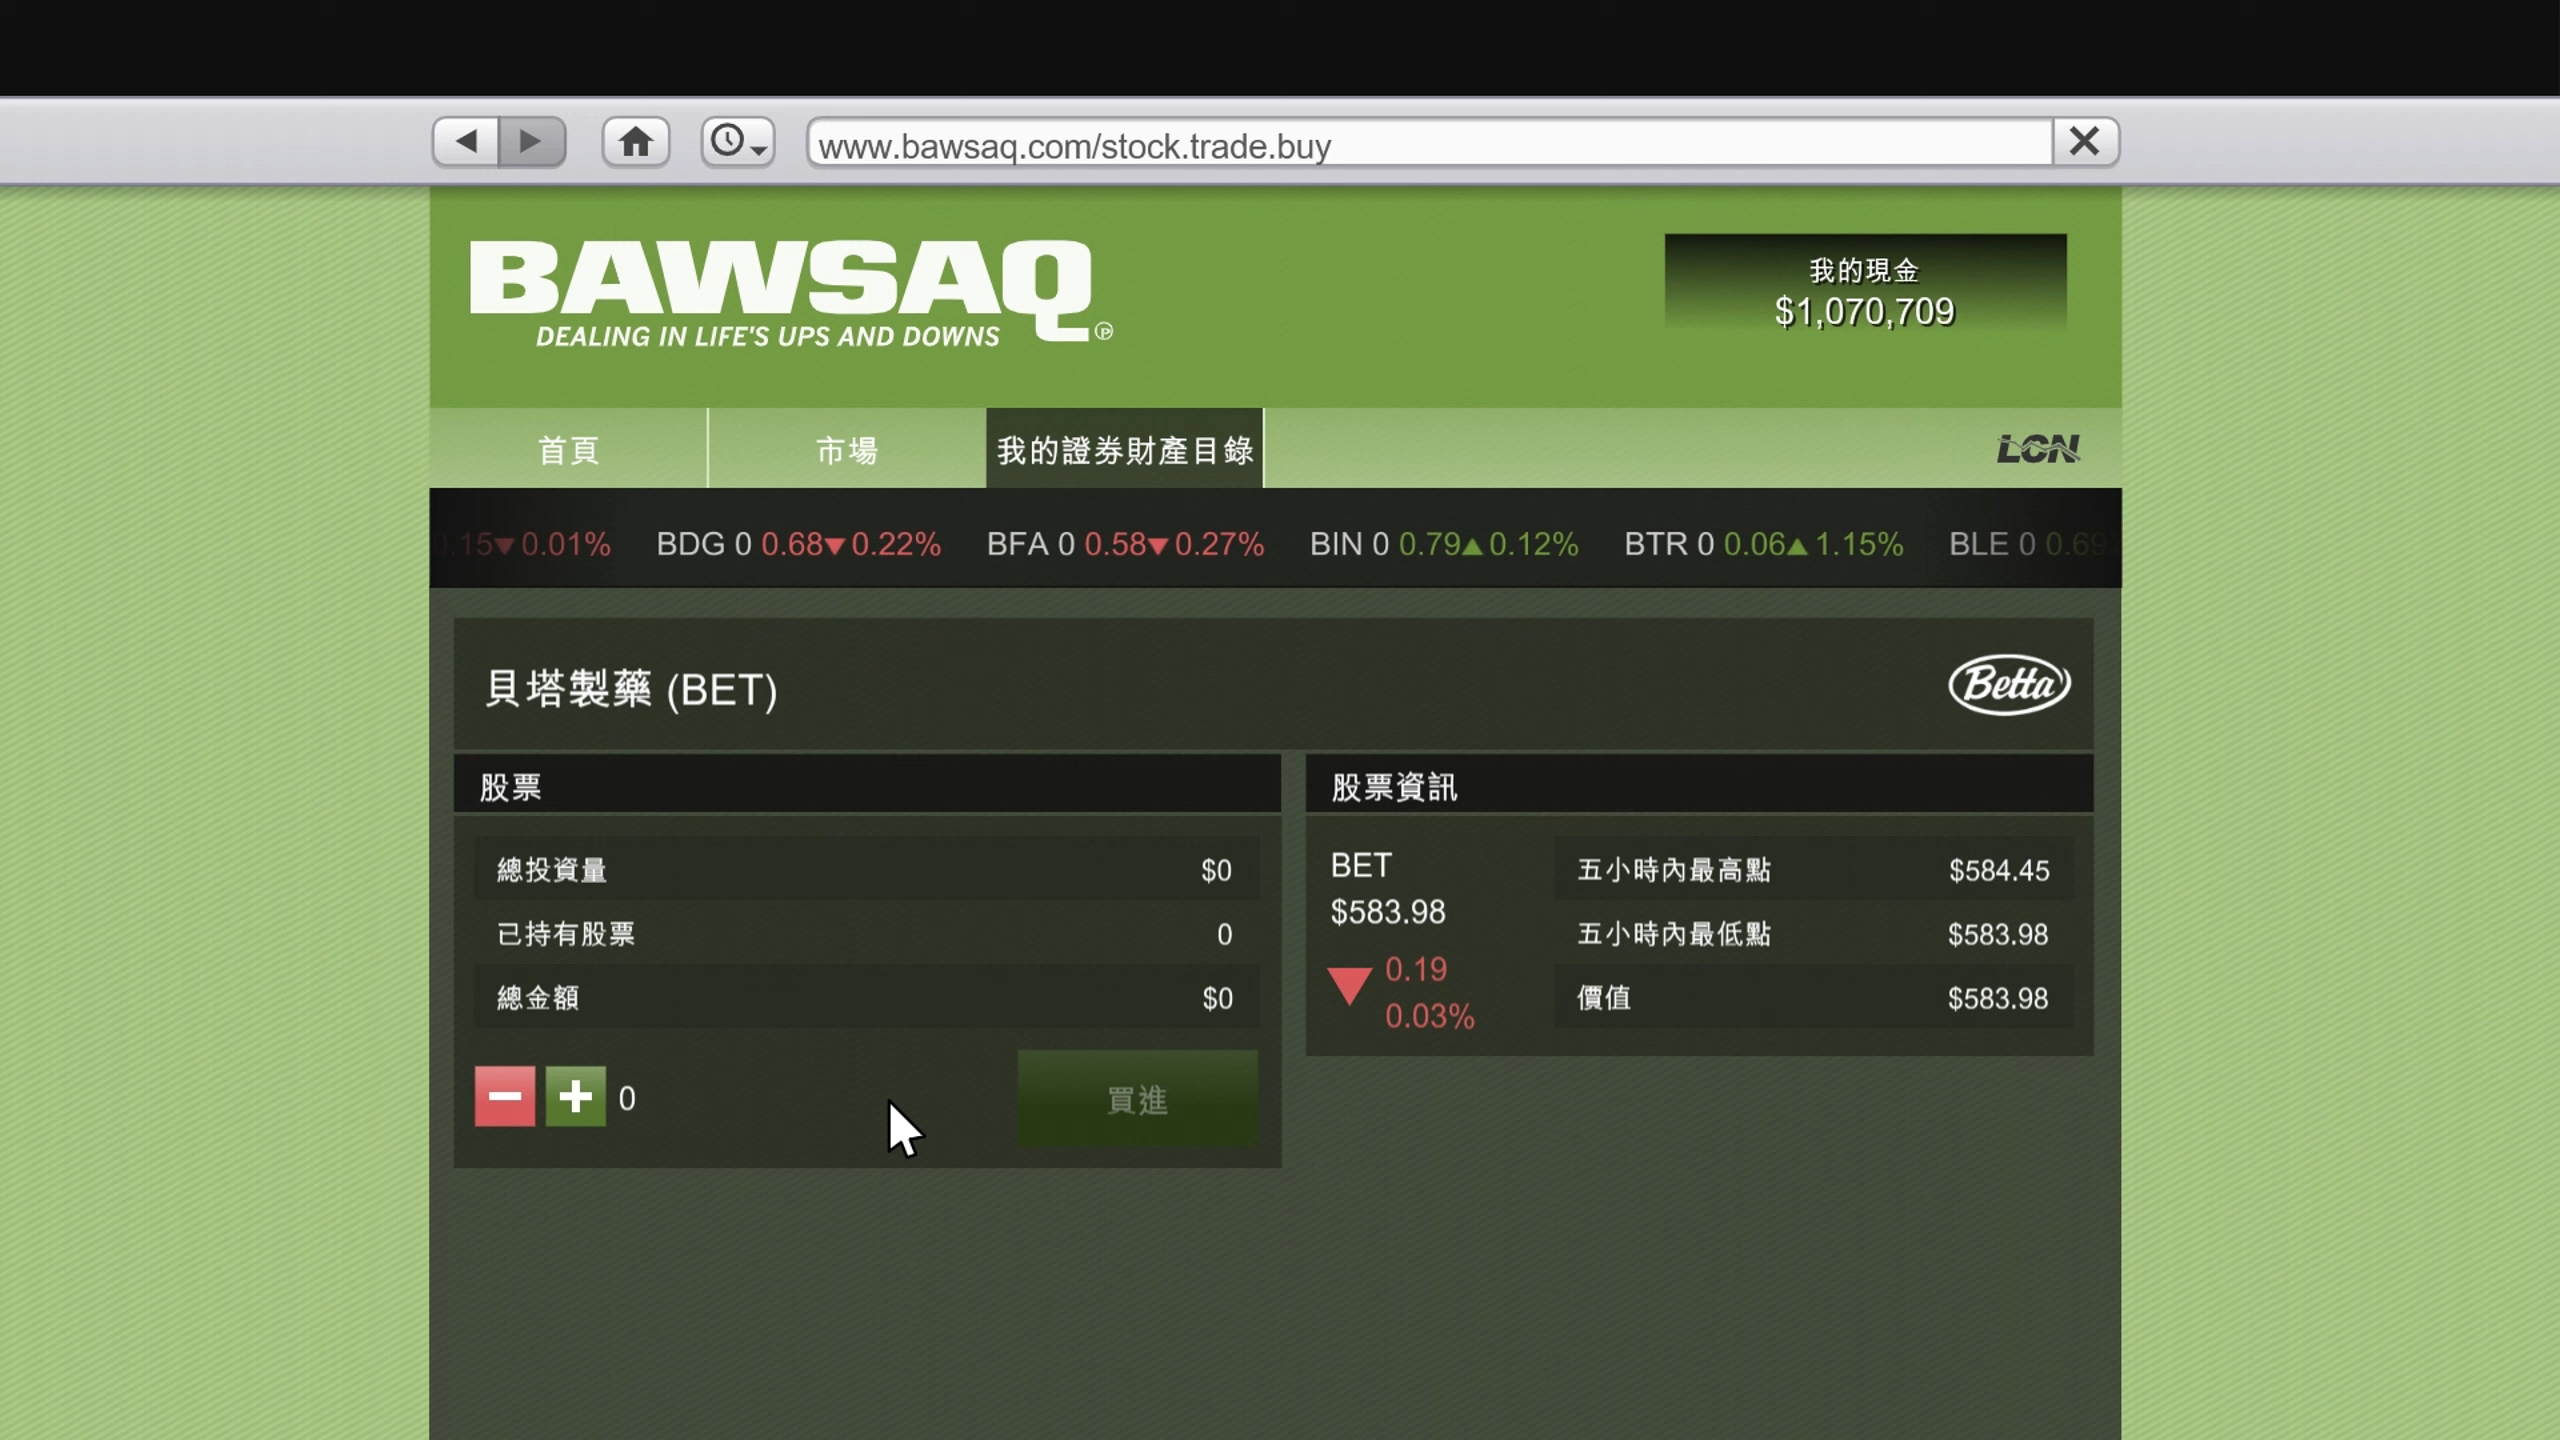 www.bawsaq.com/stock.trade.buy
BAWSAQ
DEALING IN LIFE'S UPS AND DOWNS
我的現金
$1,070,709
首頁 市場 我的證券財產目錄 LCN
0.15▼0.01% BDG 0 0.68▼0.22% BFA 0 0.58▼0.27% BIN 0 0.79▲0.12% BTR 0 0.06▲1.15% BLE 0 0.69
貝塔製藥 (BET)
Betta
股票
總投資量 $0
已持有股票 0
總金額 $0
0 買進
股票資訊
BET
$583.98
▼ 0.19
0.03%
五小時內最高點 $584.45
五小時內最低點 $583.98
價值 $583.98